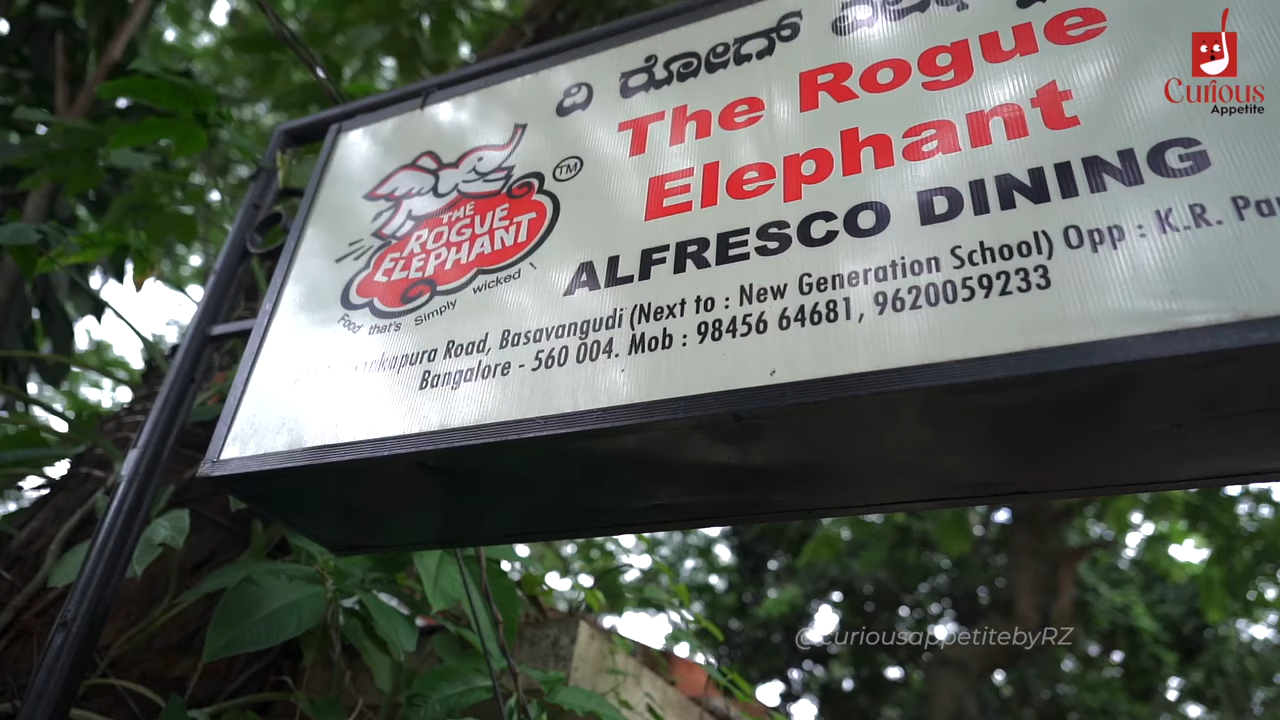 ದಿ ರೋಗ್
The Rogue
Elephant
ALFRESCO DINING
Road, Basavangudi (Next to : New Generation School) Opp : K.R.
Bangalore - 560 004. Mob : 98456 64681, 9620059233
THE
ROGUE
ELEPHANT
TM
Food that's Simply wicked !
Curious
Appetite
@curiousappetitebyRZ